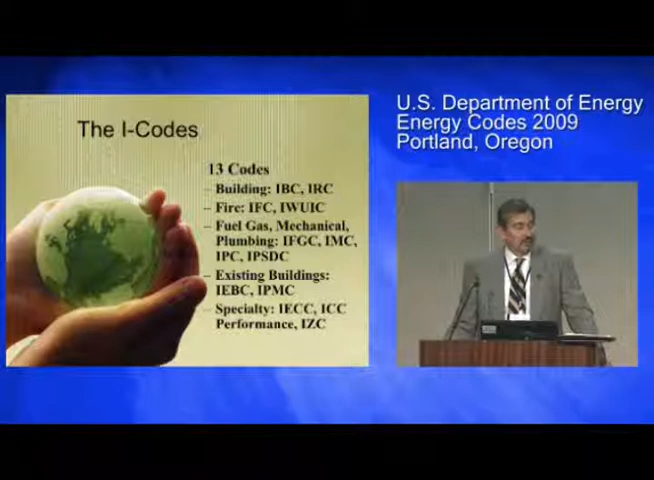 The I-Codes
13 Codes
– Building: IBC, IRC
– Fire: IFC, IWUIC
– Fuel Gas, Mechanical,
Plumbing: IFGC, IMC,
IPC, IPSDC
– Existing Buildings:
IEBC, IPMC
– Specialty: IECC, ICC
Performance, IZC
U.S. Department of Energy
Energy Codes 2009
Portland, Oregon